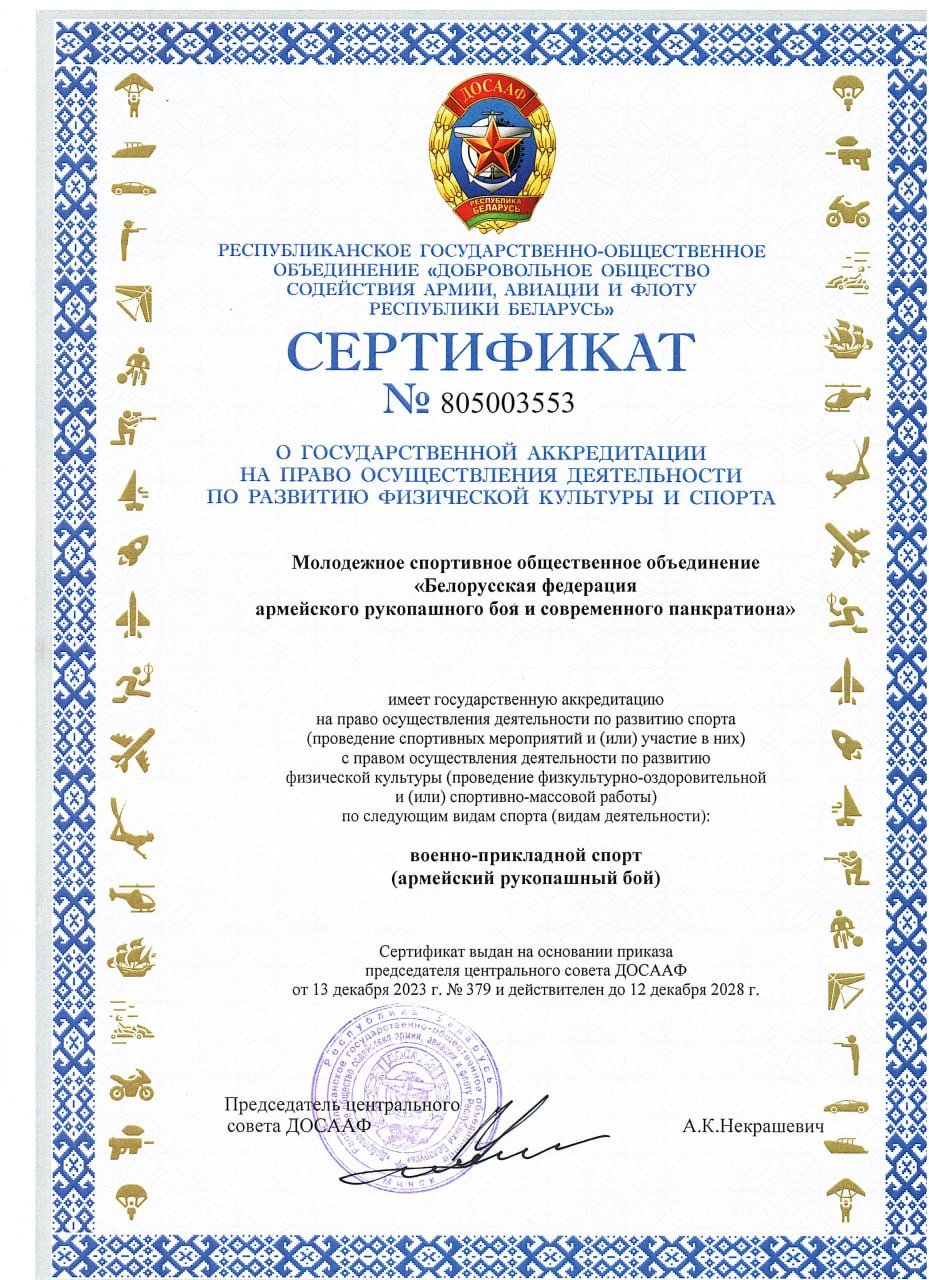 ДОСААФ
РЕСПУБЛИКА
БЕЛАРУСЬ
РЕСПУБЛИКАНСКОЕ ГОСУДАРСТВЕННО-ОБЩЕСТВЕННОЕ
ОБЪЕДИНЕНИЕ «ДОБРОВОЛЬНОЕ ОБЩЕСТВО
СОДЕЙСТВИЯ АРМИИ, АВИАЦИИ И ФЛОТУ
РЕСПУБЛИКИ БЕЛАРУСЬ»
СЕРТИФИКАТ
№ 805003553
О ГОСУДАРСТВЕННОЙ АККРЕДИТАЦИИ
НА ПРАВО ОСУЩЕСТВЛЕНИЯ ДЕЯТЕЛЬНОСТИ
ПО РАЗВИТИЮ ФИЗИЧЕСКОЙ КУЛЬТУРЫ И СПОРТА
Молодежное спортивное общественное объединение
«Белорусская федерация
армейского рукопашного боя и современного панкратиона»
имеет государственную аккредитацию
на право осуществления деятельности по развитию спорта
(проведение спортивных мероприятий и (или) участие в них)
с правом осуществления деятельности по развитию
физической культуры (проведение физкультурно-оздоровительной
и (или) спортивно-массовой работы)
по следующим видам спорта (видам деятельности):
военно-прикладной спорт
(армейский рукопашный бой)
Сертификат выдан на основании приказа
председателя центрального совета ДОСААФ
от 13 декабря 2023 г. № 379 и действителен до 12 декабря 2028 г.
Республика Беларусь
Минск
Председатель центрального
совета ДОСААФ
А.К.Некрашевич